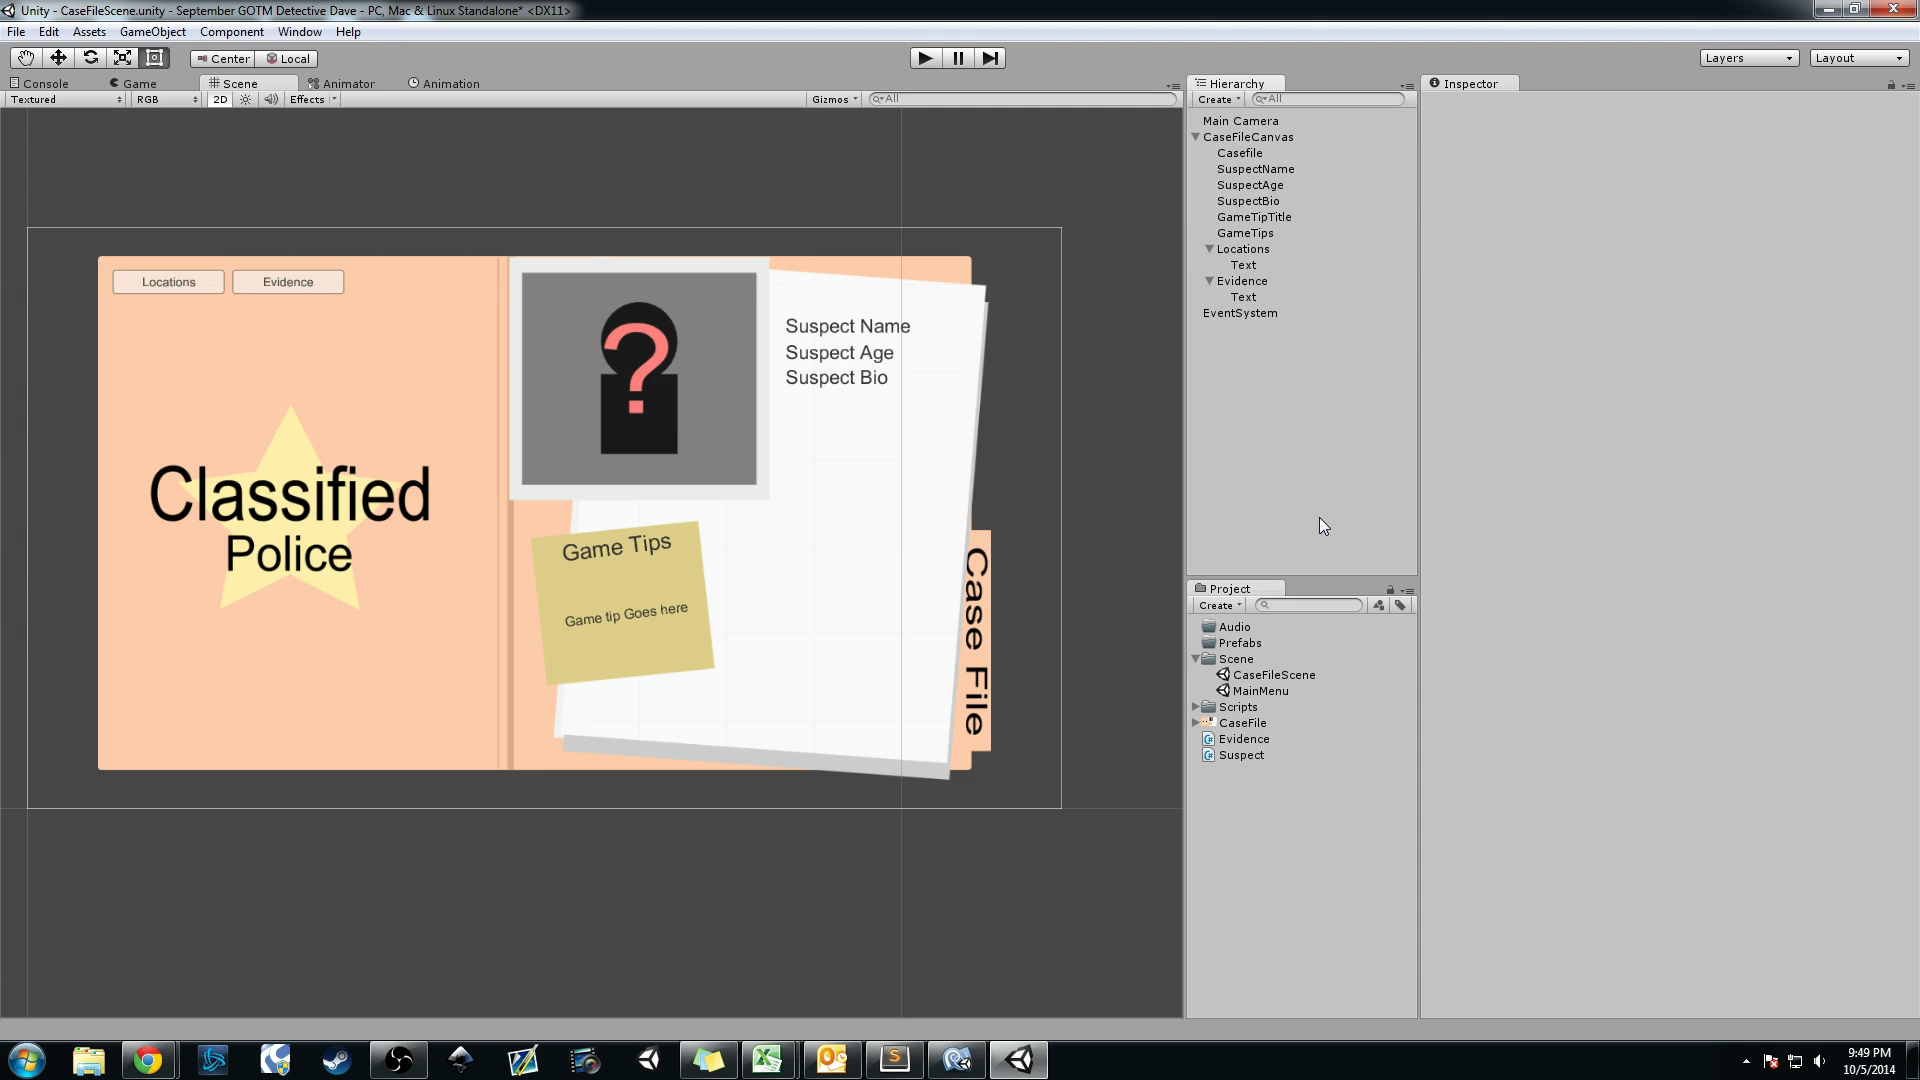 Unity - CaseFileScene.unity - September GOTM Detective Dave - PC, Mac & Linux Standalone* <DX11>
File Edit Assets GameObject Component Window Help
Center Local Layers Layout
Console Game Scene Animator Animation Hierarchy Inspector
Textured RGB 2D Effects Gizmos All Create All
Main Camera
CaseFileCanvas
Casefile
SuspectName
SuspectAge
SuspectBio
GameTipTitle
GameTips
Locations
Text
Evidence
Text
EventSystem
Locations Evidence
?
Suspect Name
Suspect Age
Suspect Bio
Classified
Police
Game Tips
Game tip Goes here
Case File
Project
Create
Audio
Prefabs
Scene
CaseFileScene
MainMenu
Scripts
CaseFile
Evidence
Suspect
9:49 PM
10/5/2014